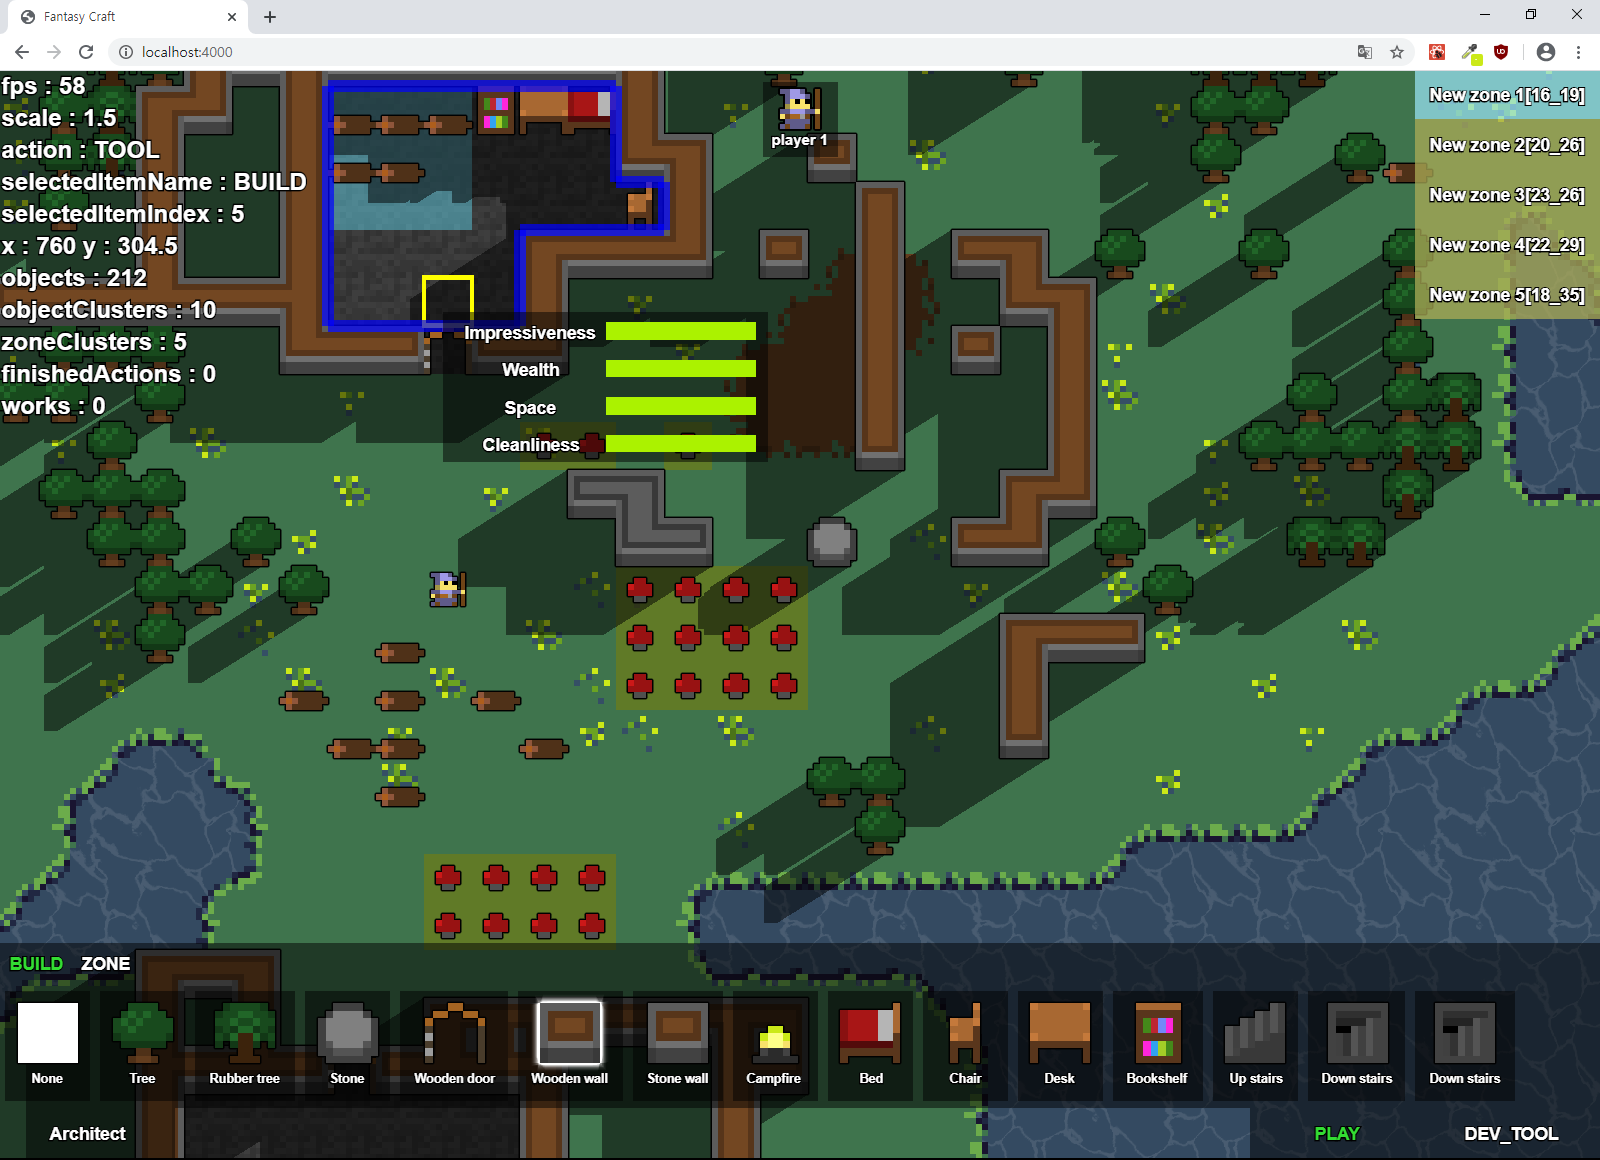 Fantasy Craft
localhost:4000
fps : 58
scale : 1.5
action : TOOL
selectedItemName : BUILD
selectedItemIndex : 5
x : 760 y : 304.5
objects : 212
objectClusters : 10
zoneClusters : 5
finishedActions : 0
works : 0
player 1
New zone 1[16_19]
New zone 2[20_26]
New zone 3[23_26]
New zone 4[22_29]
New zone 5[18_35]
Impressiveness
Wealth
Space
Cleanliness
BUILD ZONE
None Tree Rubber tree Stone Wooden door Wooden wall Stone wall Campfire Bed Chair Desk Bookshelf Up stairs Down stairs Down stairs
Architect PLAY DEV_TOOL